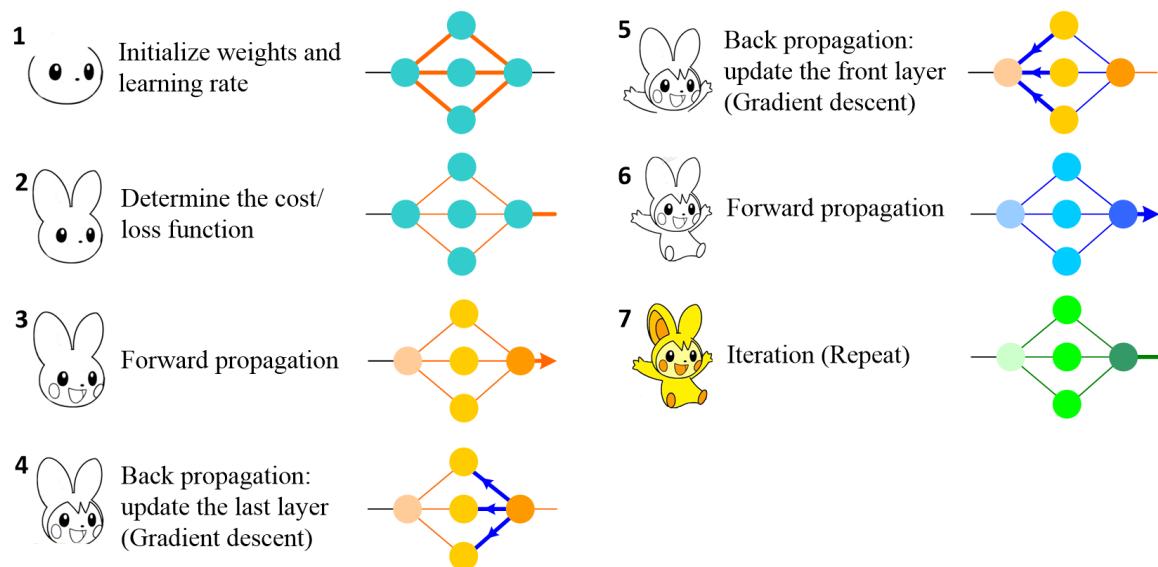 1
Initialize weights and
learning rate
2
Determine the cost/
loss function
3
Forward propagation
4
Back propagation:
update the last layer
(Gradient descent)
5
Back propagation:
update the front layer
(Gradient descent)
6
Forward propagation
7
Iteration (Repeat)